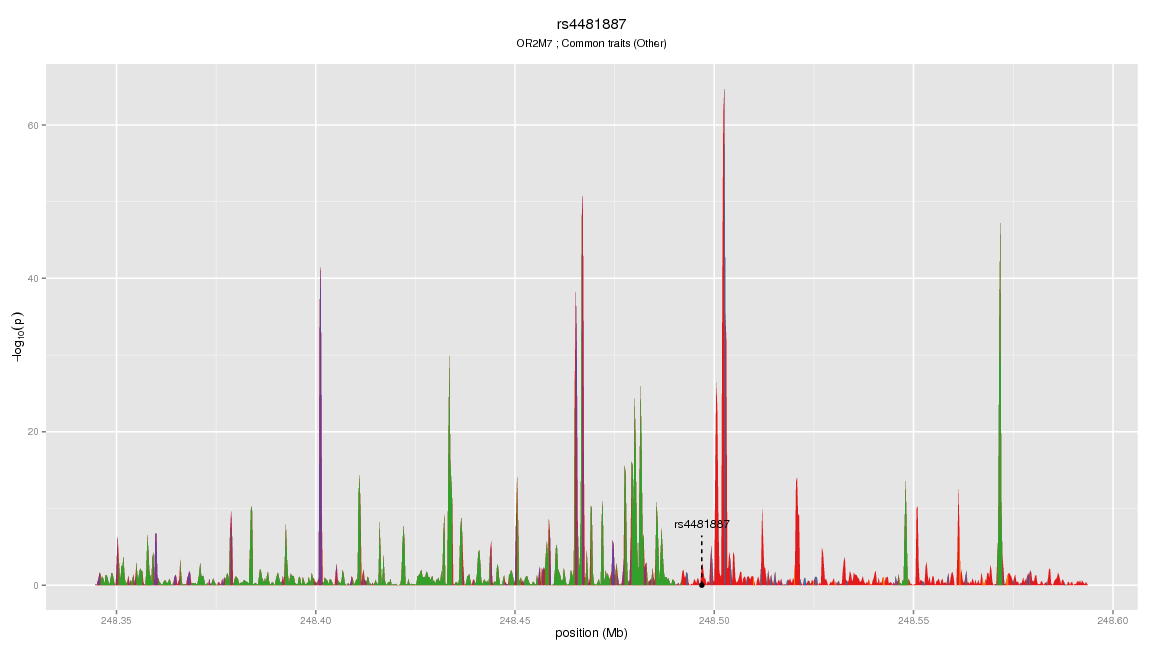 rs4481887
OR2M7 ; Common traits (Other)
60
40
20
0
−log10(p)
rs4481887
248.35 248.40 248.45 248.50 248.55 248.60
position (Mb)